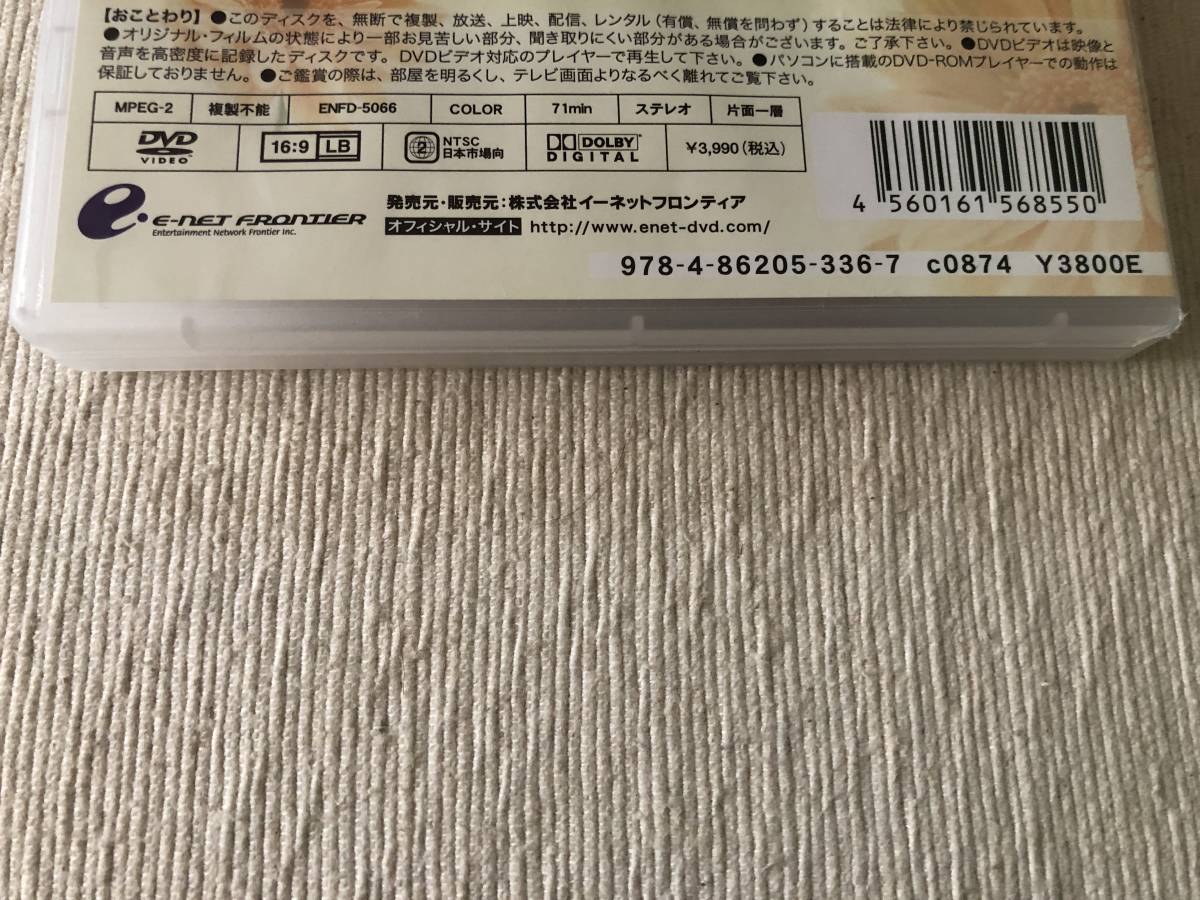 【おことわり】●このディスクを、無断で複製、放送、上映、配信、レンタル（有償、無償を問わず）することは法律により禁じられています。
●オリジナル・フィルムの状態により一部お見苦しい部分、聞き取りにくい部分がある場合がございます。ご了承下さい。●DVDビデオは映像と
音声を高密度に記録したディスクです。DVDビデオ対応のプレイヤーで再生して下さい。●パソコンに搭載のDVD-ROMプレイヤーでの動作は
保証しておりません。●ご鑑賞の際は、部屋を明るくし、テレビ画面よりなるべく離れてご覧下さい。
MPEG-2 複製不能 ENFD-5066 COLOR 71min ステレオ 片面一層
DVD VIDEO 16:9 LB 2 NTSC 日本市場向 DOLBY DIGITAL ¥3,990（税込）
4 560161 568550
e-NET FRONTIER
Entertainment Network Frontier Inc.
発売元・販売元：株式会社イーネットフロンティア
オフィシャル・サイト http://www.enet-dvd.com/
978-4-86205-336-7 c0874 Y3800E